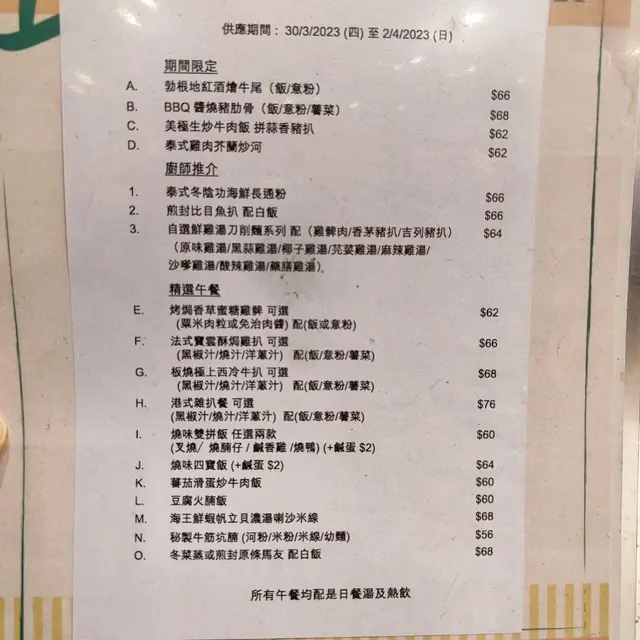 供應期間： 30/3/2023 (四) 至 2/4/2023 (日)
期間限定
A. 勃根地紅酒燴牛尾（飯/意粉） $66
B. BBQ 醬燒豬肋骨（飯/意粉/薯菜） $68
C. 美極生炒牛肉飯 拼蒜香豬扒 $62
D. 泰式雞肉芥蘭炒河 $62
廚師推介
1. 泰式冬陰功海鮮長通粉 $66
2. 煎封比目魚扒 配白飯 $66
3. 自選鮮雞湯刀削麵系列 配（雞髀肉/香茅豬扒/吉列豬扒） $64
（原味雞湯/黑蒜雞湯/椰子雞湯/芫荽雞湯/麻辣雞湯/
沙爹雞湯/酸辣雞湯/藥膳雞湯）
精選午餐
E. 烤焗香草蜜糖雞髀 可選 $62
(粟米肉粒或免治肉醬) 配(飯或意粉)
F. 法式寶雲酥焗雞扒 可選 $66
(黑椒汁/燒汁/洋蔥汁) 配(飯/意粉/薯菜)
G. 板燒極上西冷牛扒 可選 $68
(黑椒汁/燒汁/洋蔥汁) 配(飯/意粉/薯菜)
H. 港式雜扒餐 可選 $76
(黑椒汁/燒汁/洋蔥汁) 配(飯/意粉/薯菜)
I. 燒味雙拼飯 任選兩款 $60
(叉燒/ 燒腩仔 / 鹹香雞 /燒鴨) (+鹹蛋 $2)
J. 燒味四寶飯 (+鹹蛋 $2) $64
K. 蕃茄滑蛋炒牛肉飯 $60
L. 豆腐火腩飯 $60
M. 海王鮮蝦帆立貝濃湯喇沙米線 $68
N. 秘製牛筋坑腩 (河粉/米粉/米線/幼麵) $56
O. 冬菜蒸或煎封原條馬友 配白飯 $68
所有午餐均配是日餐湯及熱飲